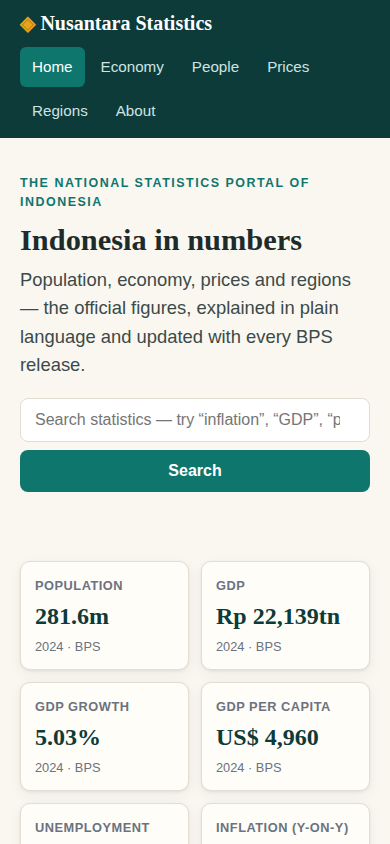 Nusantara Statistics
Home Economy People Prices
Regions About
THE NATIONAL STATISTICS PORTAL OF
INDONESIA
Indonesia in numbers
Population, economy, prices and regions
— the official figures, explained in plain
language and updated with every BPS
release.
Search statistics — try “inflation”, “GDP”, “p
Search
POPULATION
281.6m
2024 · BPS
GDP
Rp 22,139tn
2024 · BPS
GDP GROWTH
5.03%
2024 · BPS
GDP PER CAPITA
US$ 4,960
2024 · BPS
UNEMPLOYMENT
INFLATION (Y-ON-Y)